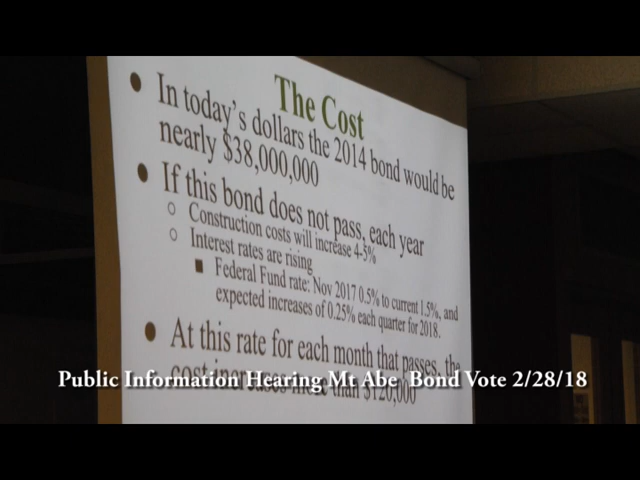 The Cost
• In today's dollars the 2014 bond would be
nearly $38,000,000
• If this bond does not pass, each year
○ Construction costs will increase 4-5%
○ Interest rates are rising
■ Federal Fund rate: Nov 2017 0.5% to current 1.5%, and
expected increases of 0.25% each quarter for 2018.
• At this rate for each month that passes, the
cost increases more than $120,000
Public Information Hearing Mt Abe Bond Vote 2/28/18